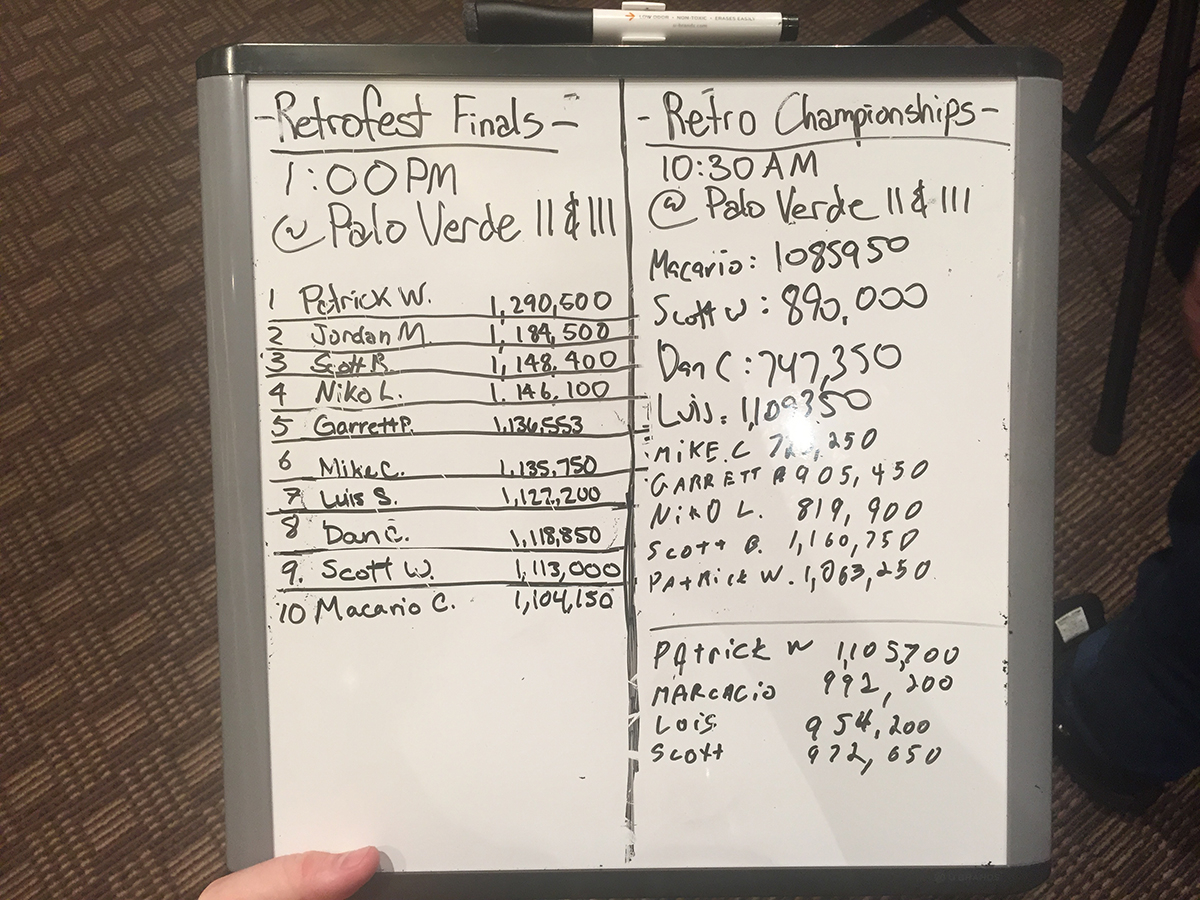 LOW ODOR • NON-TOXIC • ERASES EASILY
-Retrofest Finals-
1:00 PM
@ Palo Verde II & III
1 Patrick W. 1,290,500
2 Jordan M. 1,184,500
3 Scott B. 1,148,400
4 Niko L. 1,146,100
5 Garrett P. 1,136,553
6 Mike C. 1,135,750
7 Luis S. 1,122,200
8 Dan C. 1,118,850
9. Scott W. 1,113,000
10 Macario C. 1,104,150
- Retro Championships-
10:30 AM
@ Palo Verde II & III
Macario: 1085950
Scott W: 890,000
Dan C: 747,350
Luis: 1,109350
MIKE. C
GARRETT P 905,450
NIKO L. 819,900
Scott B. 1,160,750
PAtRick W. 1,063,250
PAtrick W 1,105,700
MARCACIO 992,200
LUIS 954,200
Scott 972,650